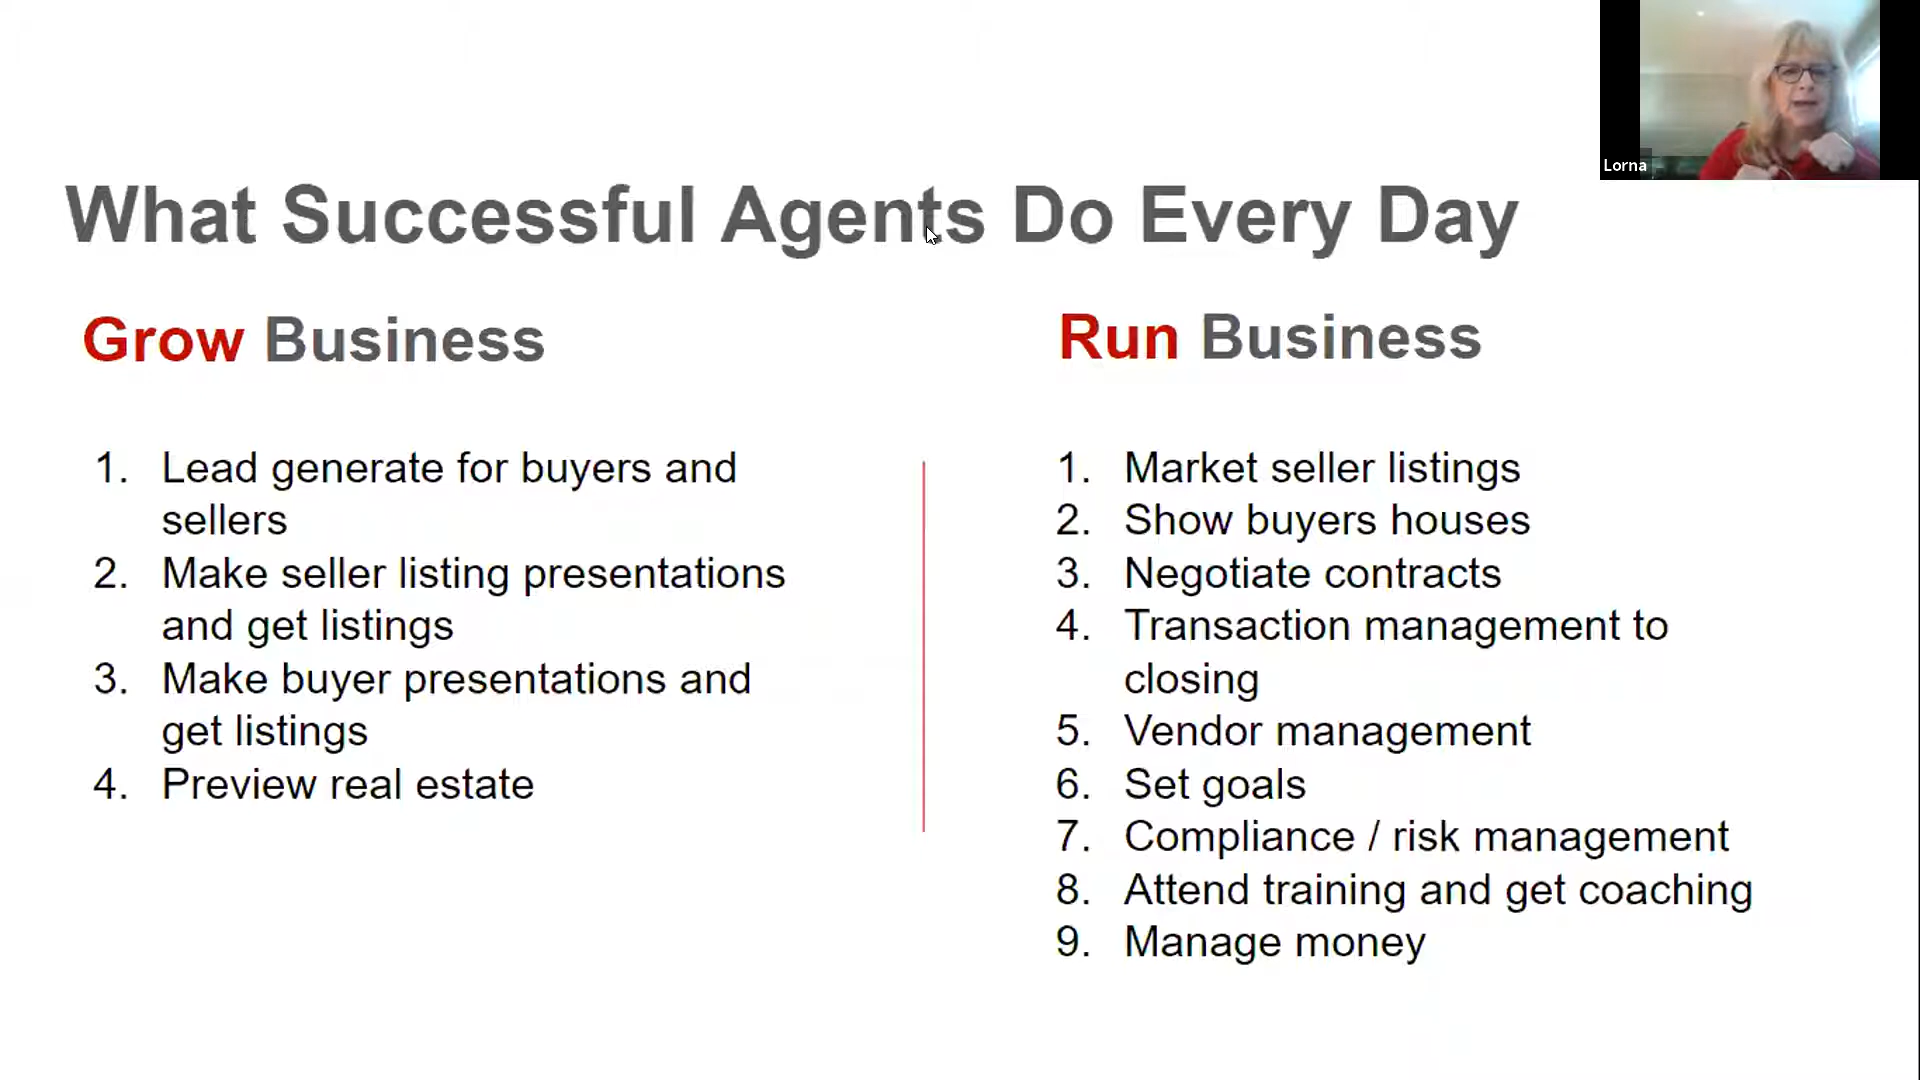 Lorna
What Successful Agents Do Every Day
Grow Business
1. Lead generate for buyers and
sellers
2. Make seller listing presentations
and get listings
3. Make buyer presentations and
get listings
4. Preview real estate
Run Business
1. Market seller listings
2. Show buyers houses
3. Negotiate contracts
4. Transaction management to
closing
5. Vendor management
6. Set goals
7. Compliance / risk management
8. Attend training and get coaching
9. Manage money